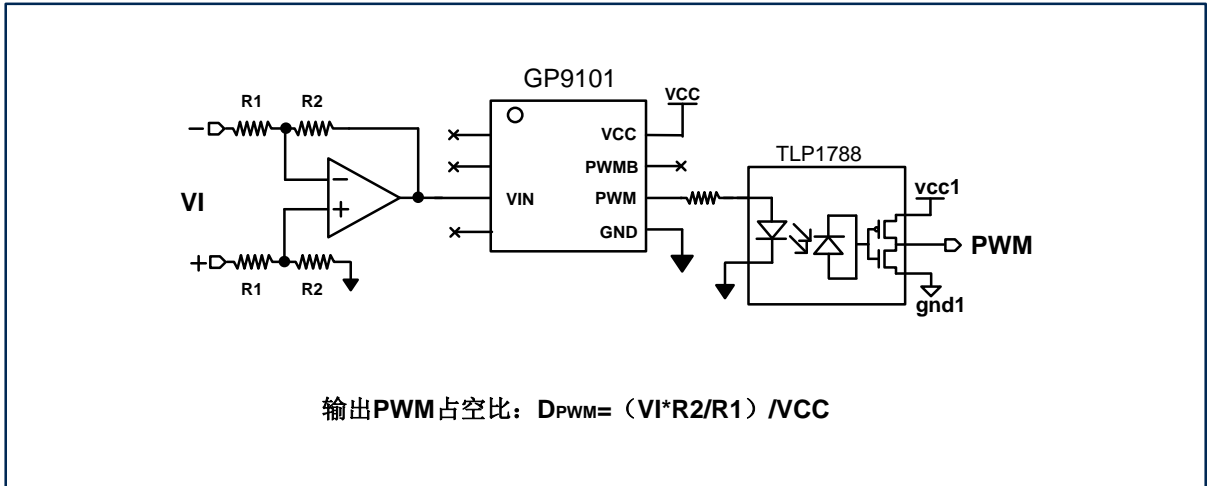 GP9101
R1
R2
VCC
VCC
TLP1788
PWMB
vcc1
VI
VIN
PWM
GND
PWM
R1
R2
gnd1
输出PWM占空比：DPWM=（VI*R2/R1）/VCC